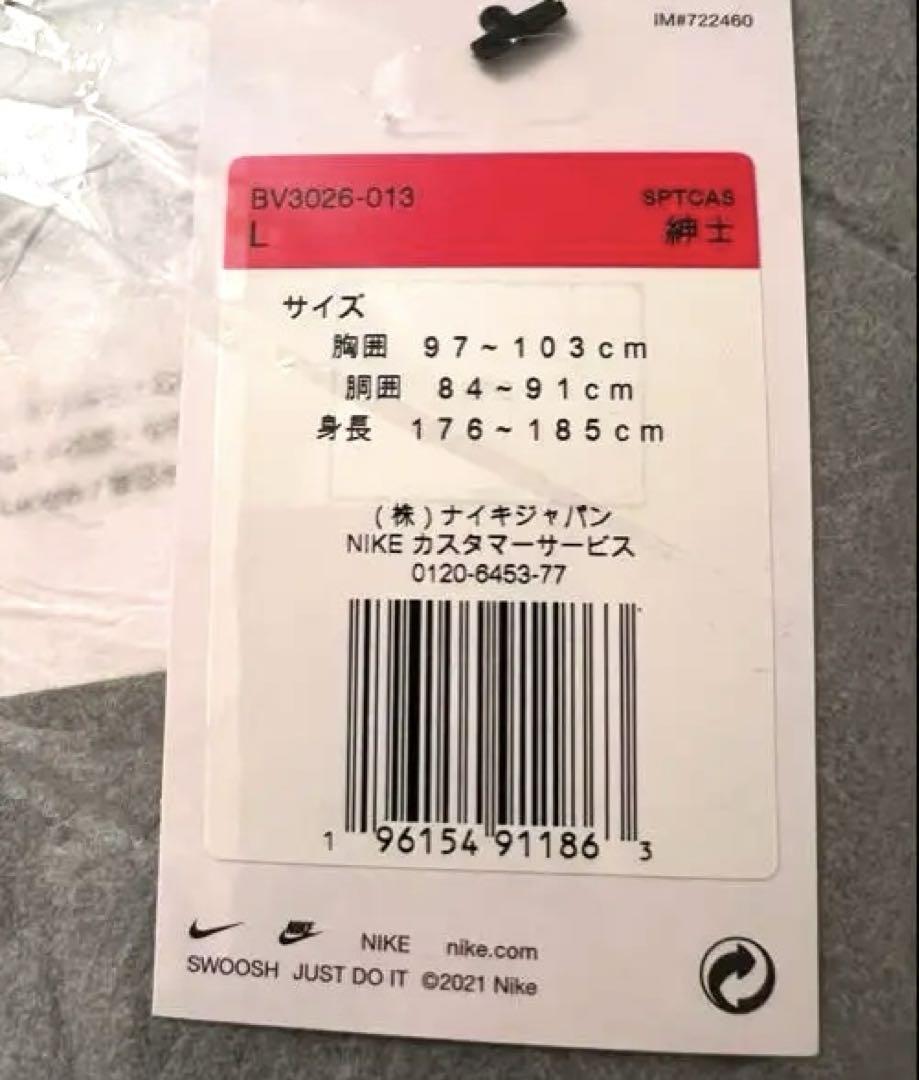 IM#722460
BV3026-013 SPTCAS
L 紳士
サイズ
胸囲 97~103cm
胴囲 84~91cm
身長 176~185cm
(株)ナイキジャパン
NIKE カスタマーサービス
0120-6453-77
1 96154 91186 3
NIKE nike.com
SWOOSH JUST DO IT ©2021 Nike